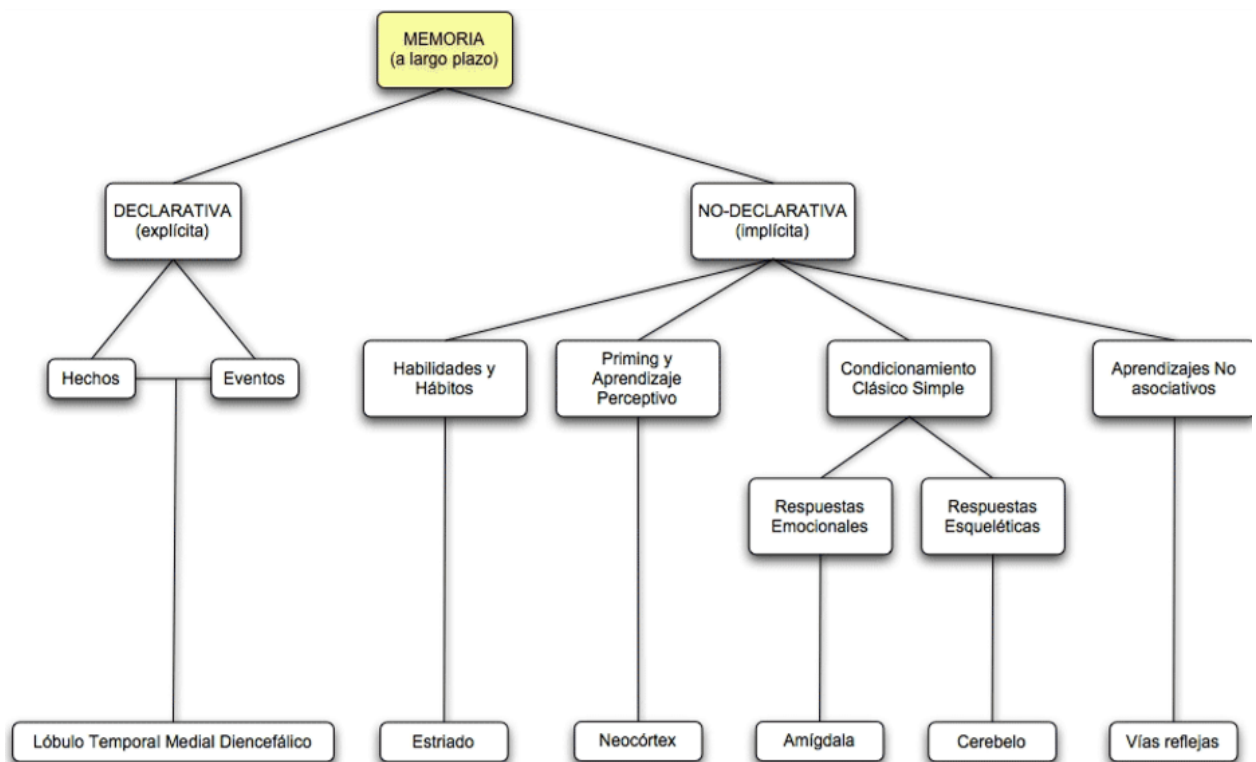 MEMORIA
(a largo plazo)
DECLARATIVA
(explícita)
NO-DECLARATIVA
(implícita)
Hechos
Eventos
Habilidades y
Hábitos
Priming y
Aprendizaje
Perceptivo
Condicionamiento
Clásico Simple
Aprendizajes No
asociativos
Respuestas
Emocionales
Respuestas
Esqueléticas
Lóbulo Temporal Medial Diencefálico
Estriado
Neocórtex
Amígdala
Cerebelo
Vías reflejas